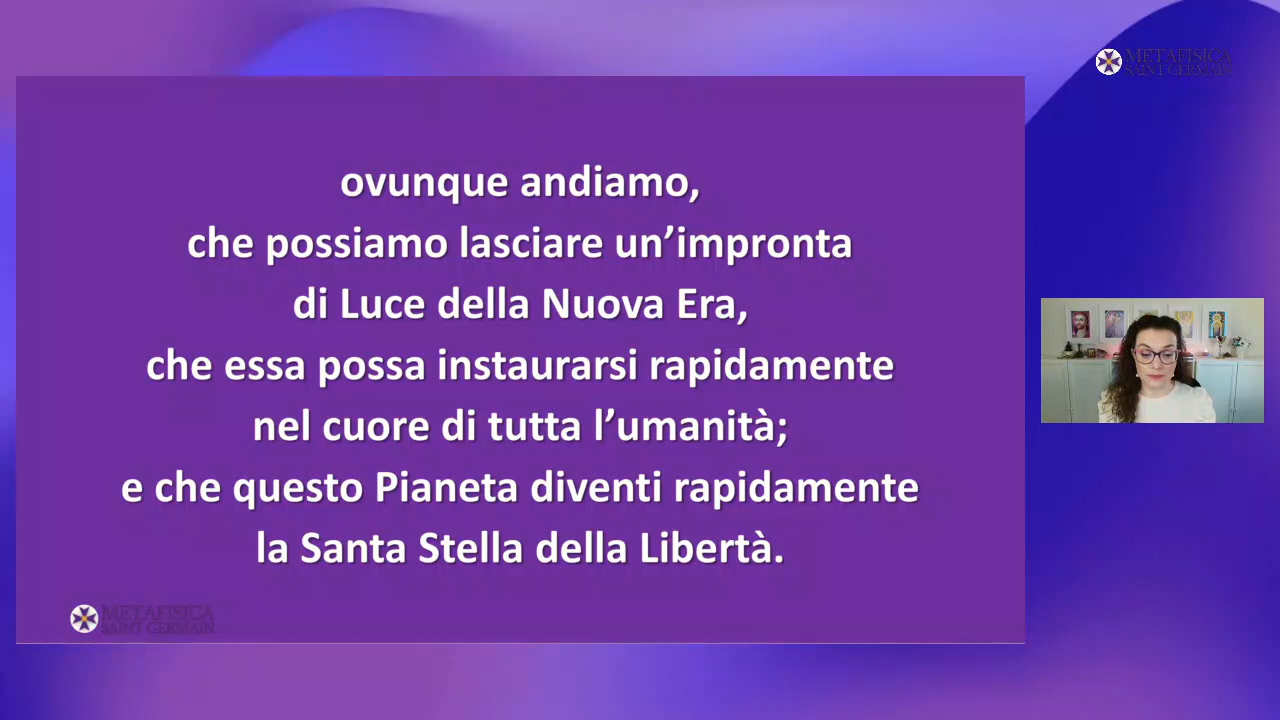 METAFISICA
SAINT GERMAIN
ovunque andiamo,
che possiamo lasciare un’impronta
di Luce della Nuova Era,
che essa possa instaurarsi rapidamente
nel cuore di tutta l’umanità;
e che questo Pianeta diventi rapidamente
la Santa Stella della Libertà.
METAFISICA
SAINT GERMAIN